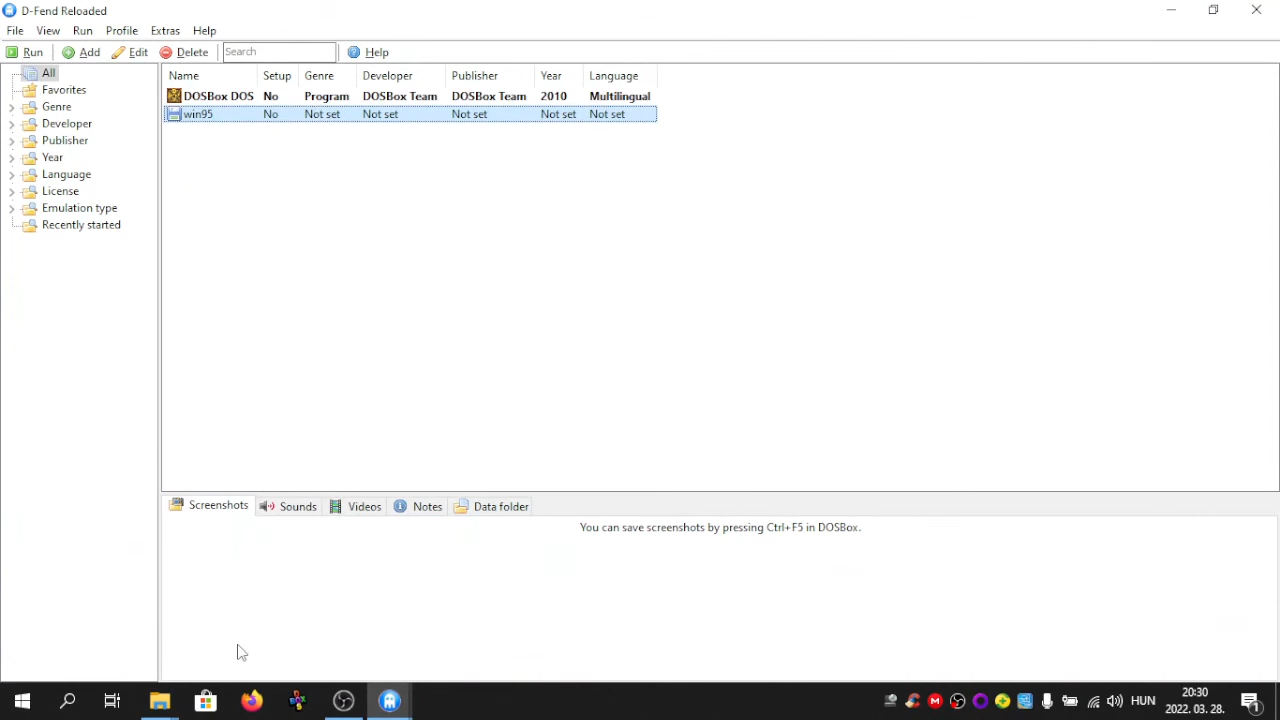 D-Fend Reloaded
File View Run Profile Extras Help
Run Add Edit Delete Search Help
All
Favorites
Genre
Developer
Publisher
Year
Language
License
Emulation type
Recently started
Name Setup Genre Developer Publisher Year Language
DOSBox DOS No Program DOSBox Team DOSBox Team 2010 Multilingual
win95 No Not set Not set Not set Not set Not set
Screenshots Sounds Videos Notes Data folder
You can save screenshots by pressing Ctrl+F5 in DOSBox.
HUN
20:30
2022. 03. 28.
1